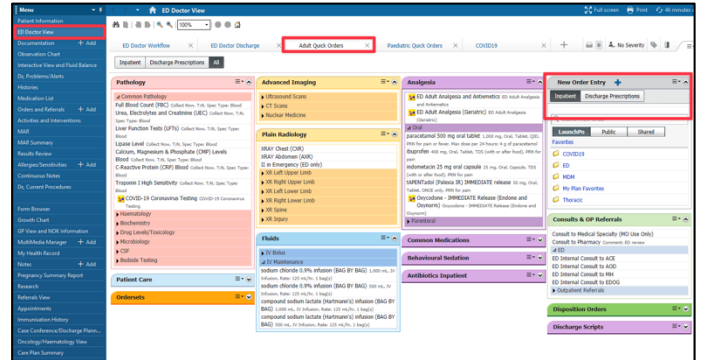 Menu
ED Doctor View
Full screen
Print
46 minutes
Patient Information
ED Doctor View
Documentation + Add
Observation Chart
Interactive View and Fluid Balance
Dx, Problems/Alerts
Histories
Medication List
Orders and Referrals + Add
Activities and Interventions
MAR
MAR Summary
Results Review
Allergies/Sensitivities + Add
Continuous Notes
Dx, Current Procedures
Form Browser
Growth Chart
GP View and NOK Information
MultiMedia Manager + Add
My Health Record
Notes + Add
Pregnancy Summary Report
Research
Referrals View
Appointments
Immunisation History
Case Conference/Discharge Plann...
Oncology/Haematology View
Care Plan Summary
100%
ED Doctor Workflow
ED Doctor Discharge
Adult Quick Orders
Paediatric Quick Orders
COVID19
No Severity
Inpatient
Discharge Prescriptions
All
Pathology
Common Pathology
Full Blood Count (FBC) Collect Now, T;N, Spec Type: Blood
Urea, Electrolytes and Creatinine (UEC) Collect Now, T;N,
Spec Type: Blood
Liver Function Tests (LFTs) Collect Now, T;N, Spec Type:
Blood
Lipase Level Collect Now, T;N, Spec Type: Blood
Calcium, Magnesium & Phosphate (CMP) Levels
Blood
C-Reactive Protein (CRP) Blood Collect Now, T;N, Spec Type:
Blood
Troponin I High Sensitivity Collect Now, T;N, Spec Type:
Blood
COVID-19 Coronavirus Testing COVID-19 Coronavirus
Testing
Haematology
Biochemistry
Drug Levels/Toxicology
Microbiology
CSF
Bedside Testing
Patient Care
Ordersets
Advanced Imaging
Ultrasound Scans
CT Scans
Nuclear Medicine
Plain Radiology
XRAY Chest (CXR)
XRAY Abdomen (AXR)
II in Emergency (ED only)
XR Left Upper Limb
XR Right Upper Limb
XR Left Lower Limb
XR Right Lower Limb
XR Spine
XR Injury
Fluids
IV Bolus
IV Maintenance
sodium chloride 0.9% infusion (BAG BY BAG) 1,000 mL, IV
Infusion, Rate: 125 mL/hr, 1 bag(s)
sodium chloride 0.9% infusion (BAG BY BAG) 500 mL, IV
Infusion, Rate: 125 mL/hr, 1 bag(s)
compound sodium lactate (Hartmann's) infusion (BAG BY
BAG) 1,000 mL, IV Infusion, Rate: 125 mL/hr, 1 bag(s)
compound sodium lactate (Hartmann's) infusion (BAG BY
BAG) 500 mL, IV Infusion, Rate: 125 mL/hr, 1 bag(s)
Analgesia
ED Adult Analgesia and Antiemetics ED Adult Analgesia
and Antiemetics
ED Adult Analgesia (Geriatric) ED Adult Analgesia
(Geriatric)
Oral
paracetamol 500 mg oral tablet 1,000 mg, Oral, Tablet, QID,
PRN for pain or fever, Max dose per 24 hours: 4 g of paracetamol
ibuprofen 400 mg, Oral, Tablet, TDS (with or after food), PRN for
pain
indometacin 25 mg oral capsule 25 mg, Oral, Capsule, TDS
(with or after food), PRN for pain
tAPENTadol (Palexia IR) IMMEDIATE release 50 mg, Oral,
Tablet, ONCE only, PRN for pain
Oxycodone - IMMEDIATE Release (Endone and
Oxynorm) Oxycodone - IMMEDIATE Release (Endone and
Oxynorm)
Parenteral
Common Medications
Behavioural Sedation
Antibiotics Inpatient
New Order Entry
Inpatient
Discharge Prescriptions
Public
Shared
Favorites
COVID19
ED
MDM
My Plan Favorites
Thoracic
Consults & OP Referrals
Consult to Medical Specialty (MO Use Only)
Consult to Pharmacy Comment: ED review
ED
ED Internal Consult to ACE
ED Internal Consult to AOD
ED Internal Consult to MH
ED Internal Consult to EDOG
Outpatient Referrals
Disposition Orders
Discharge Scripts